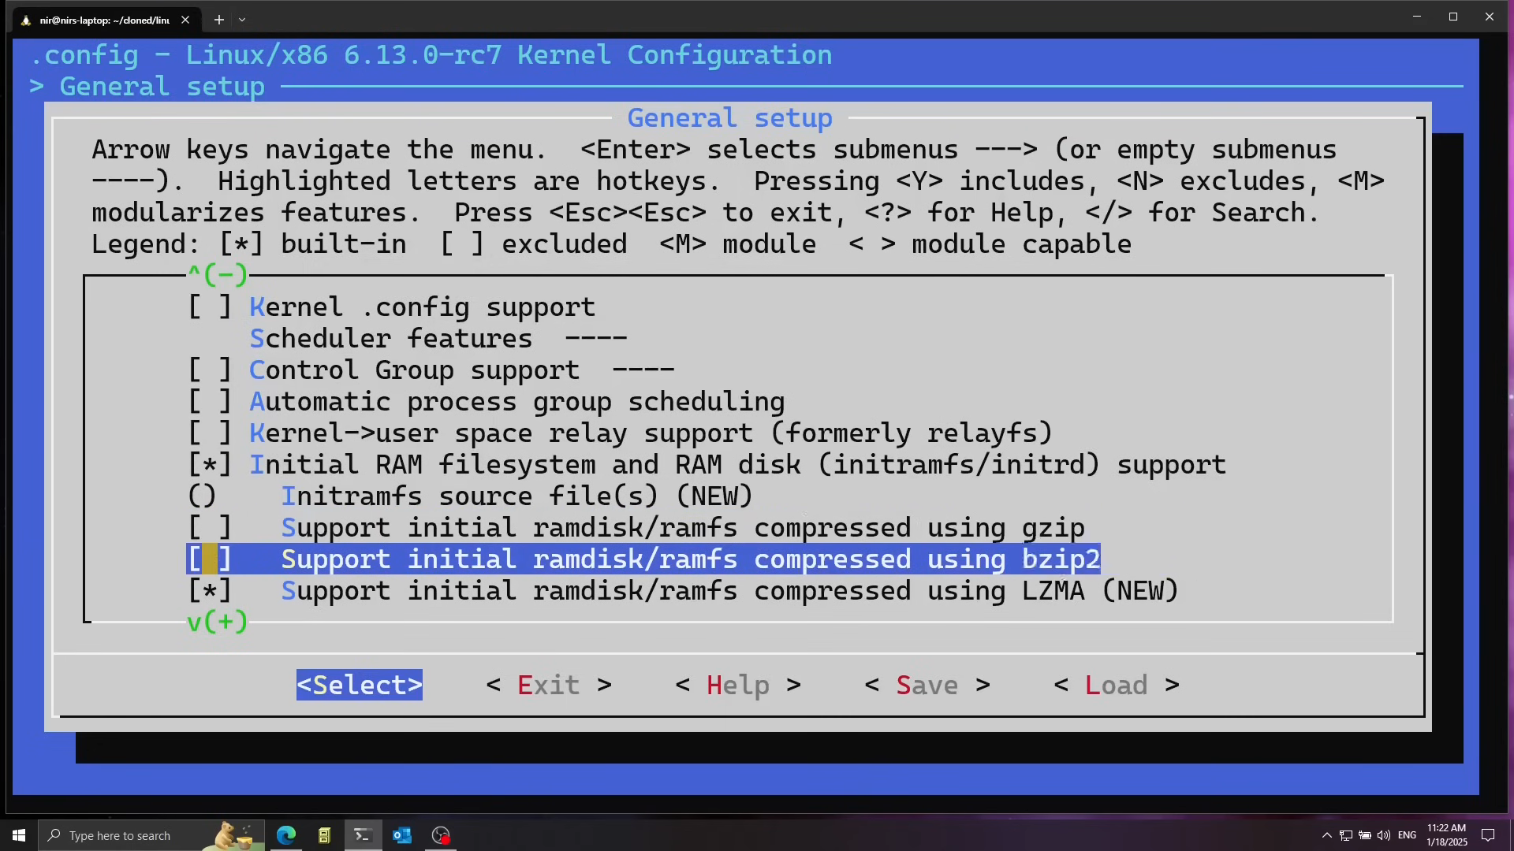 nir@nirs-laptop: ~/cloned/linu
.config - Linux/x86 6.13.0-rc7 Kernel Configuration
> General setup
General setup
Arrow keys navigate the menu.  <Enter> selects submenus ---> (or empty submenus
----).  Highlighted letters are hotkeys.  Pressing <Y> includes, <N> excludes, <M>
modularizes features.  Press <Esc><Esc> to exit, <?> for Help, </> for Search.
Legend: [*] built-in  [ ] excluded  <M> module  < > module capable
^(-)
[ ] Kernel .config support
Scheduler features  ----
[ ] Control Group support  ----
[ ] Automatic process group scheduling
[ ] Kernel->user space relay support (formerly relayfs)
[*] Initial RAM filesystem and RAM disk (initramfs/initrd) support
()    Initramfs source file(s) (NEW)
[ ]   Support initial ramdisk/ramfs compressed using gzip
[ ]   Support initial ramdisk/ramfs compressed using bzip2
[*]   Support initial ramdisk/ramfs compressed using LZMA (NEW)
v(+)
<Select>    < Exit >    < Help >    < Save >    < Load >
Type here to search
ENG
11:22 AM
1/18/2025